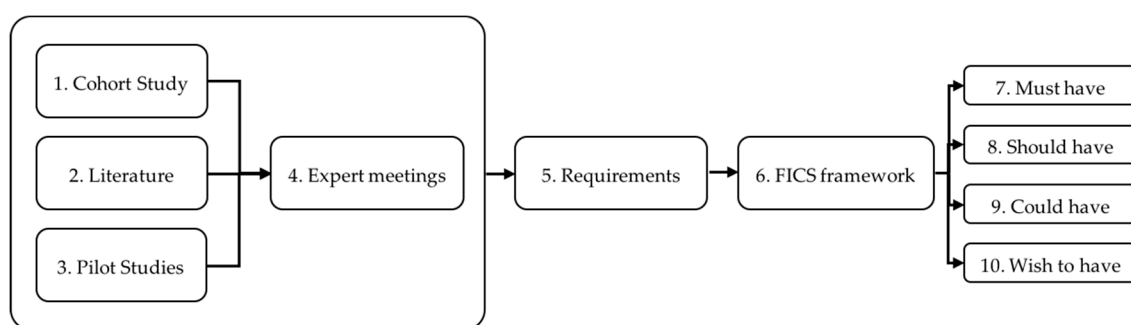 1. Cohort Study
2. Literature
3. Pilot Studies
4. Expert meetings
5. Requirements
6. FICS framework
7. Must have
8. Should have
9. Could have
10. Wish to have